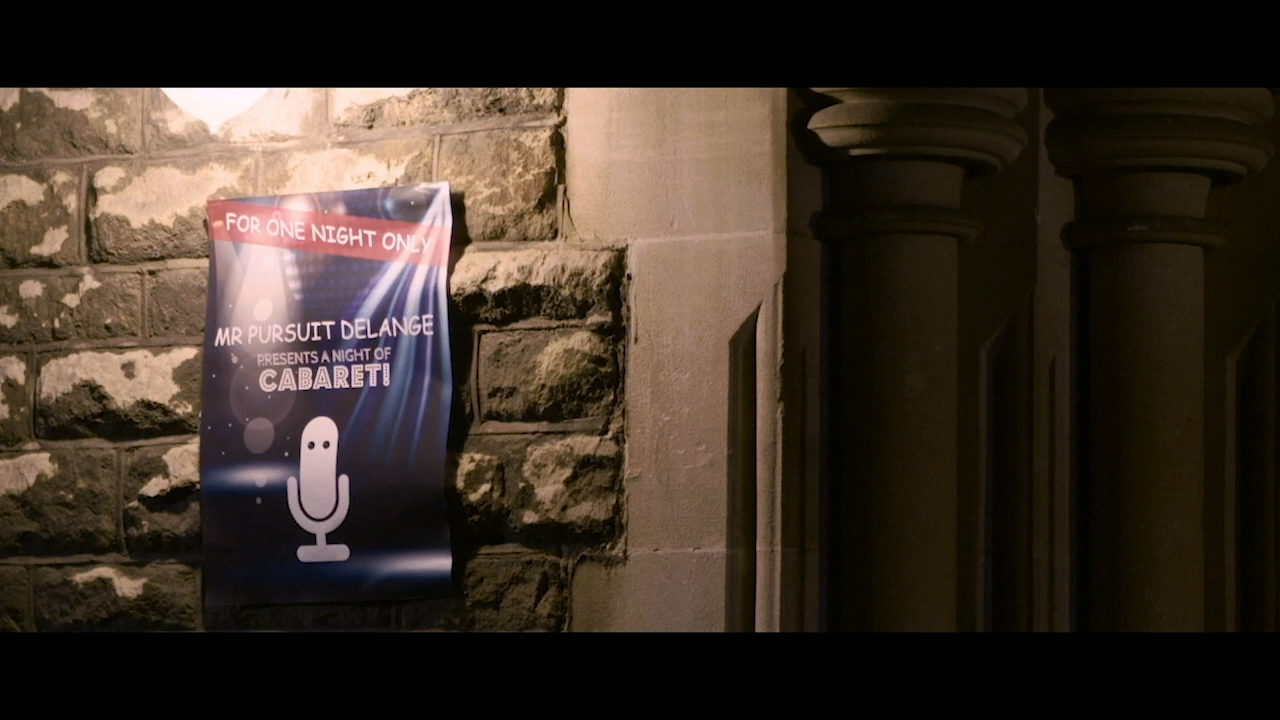 FOR ONE NIGHT ONLY
MR PURSUIT DELANGE
PRESENTS A NIGHT OF
CABARET!